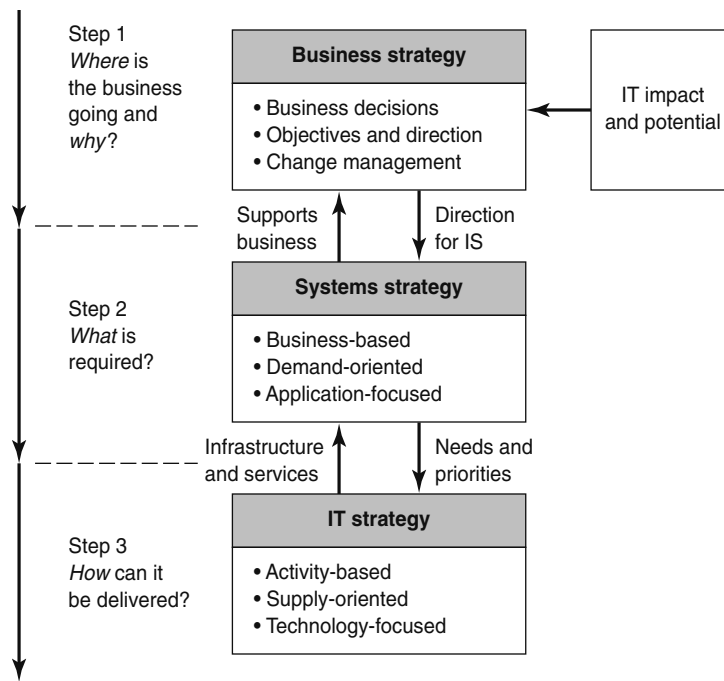 Step 1
Where is
the business
going and
why?
Business strategy
• Business decisions
• Objectives and direction
• Change management
IT impact
and potential
Supports
business
Direction
for IS
Step 2
What is
required?
Systems strategy
• Business-based
• Demand-oriented
• Application-focused
Infrastructure
and services
Needs and
priorities
Step 3
How can it
be delivered?
IT strategy
• Activity-based
• Supply-oriented
• Technology-focused